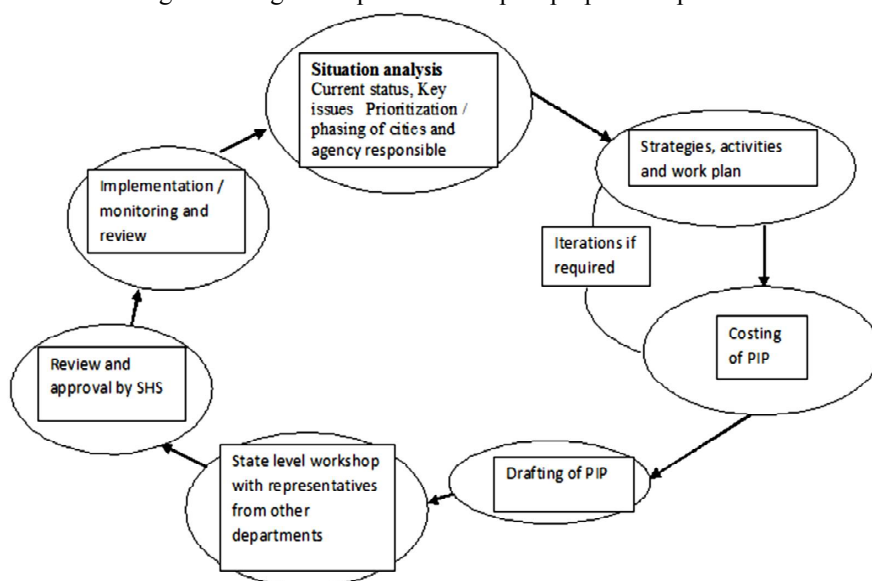 Situation analysis
Current status, Key
issues Prioritization /
phasing of cities and
agency responsible
Strategies, activities
and work plan
Iterations if
required
Costing
of PIP
Drafting of PIP
State level workshop
with representatives
from other
departments
Review and
approval by SHS
Implementation /
monitoring and
review